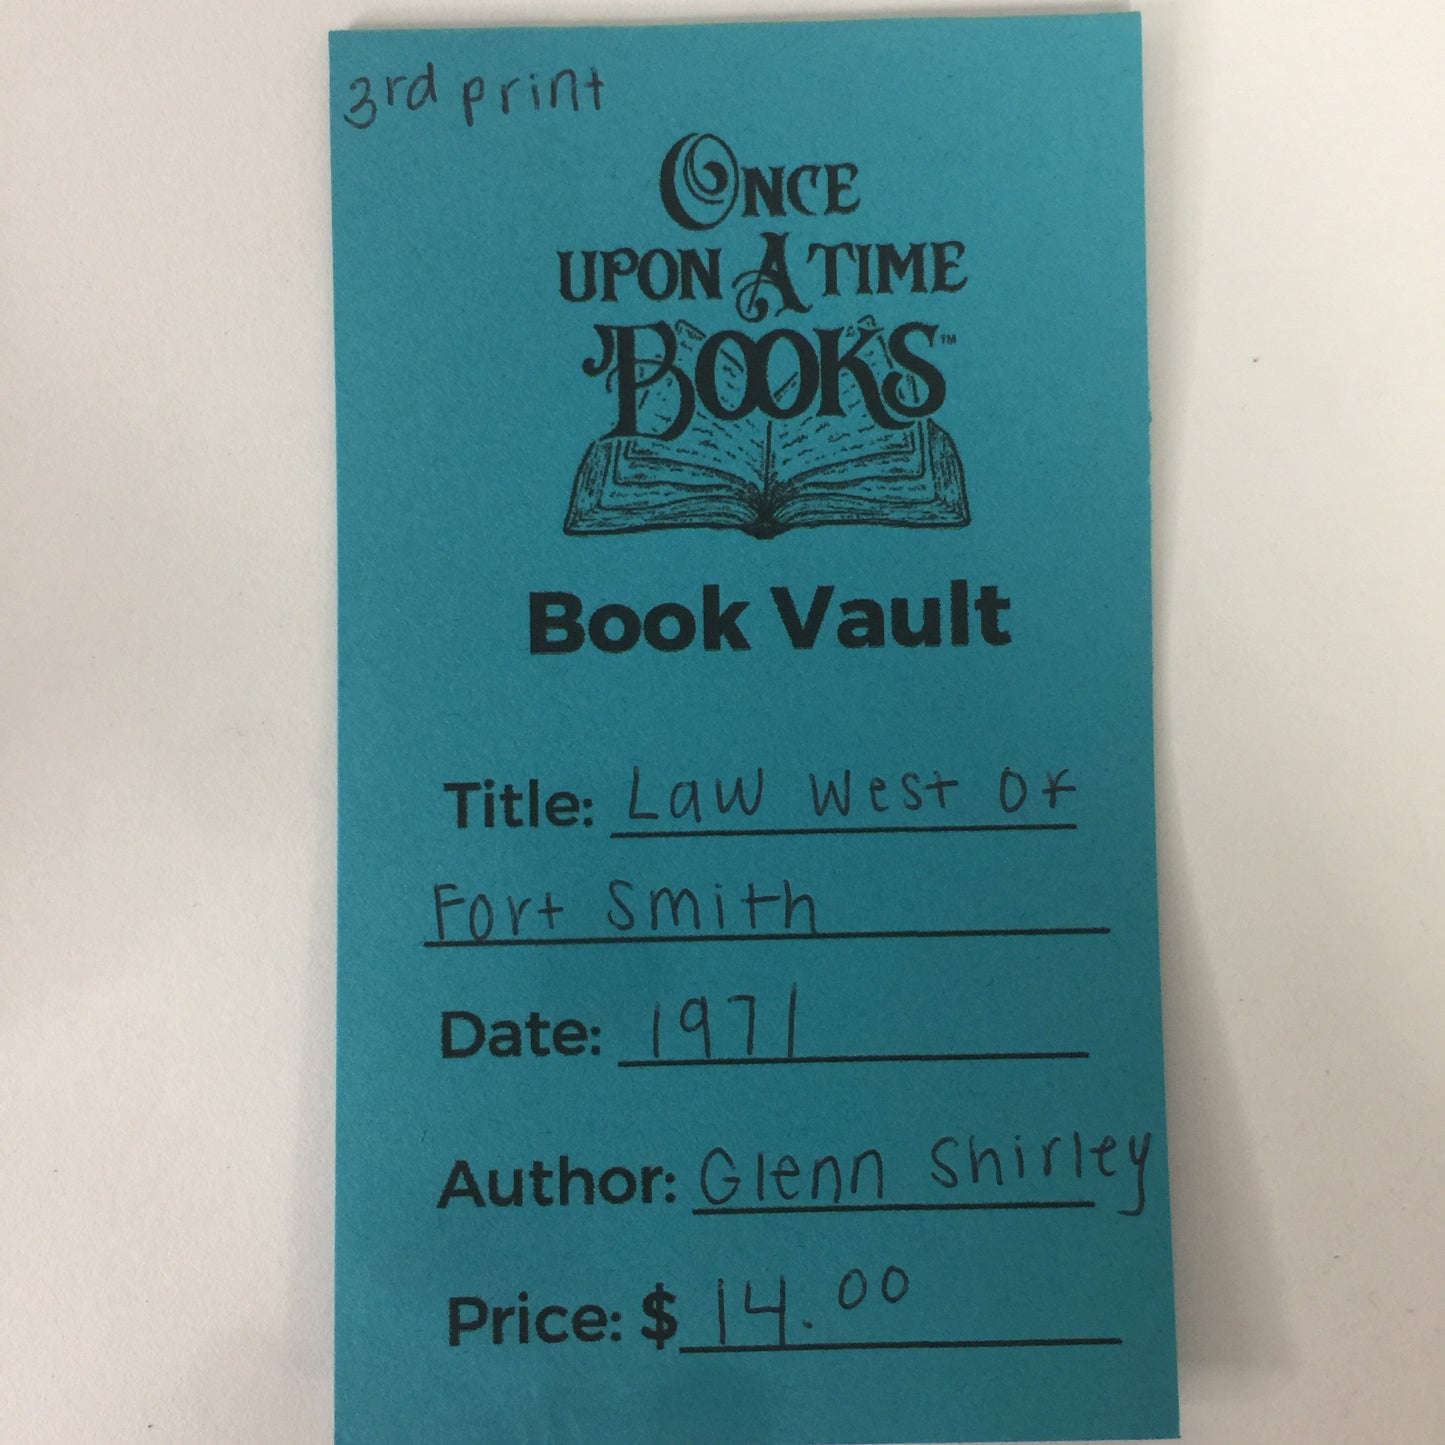 3rd print
ONCE
UPON A TIME
BOOKS™
Book Vault
Title: Law West of
Fort Smith
Date: 1971
Author: Glenn Shirley
Price: $ 14.00